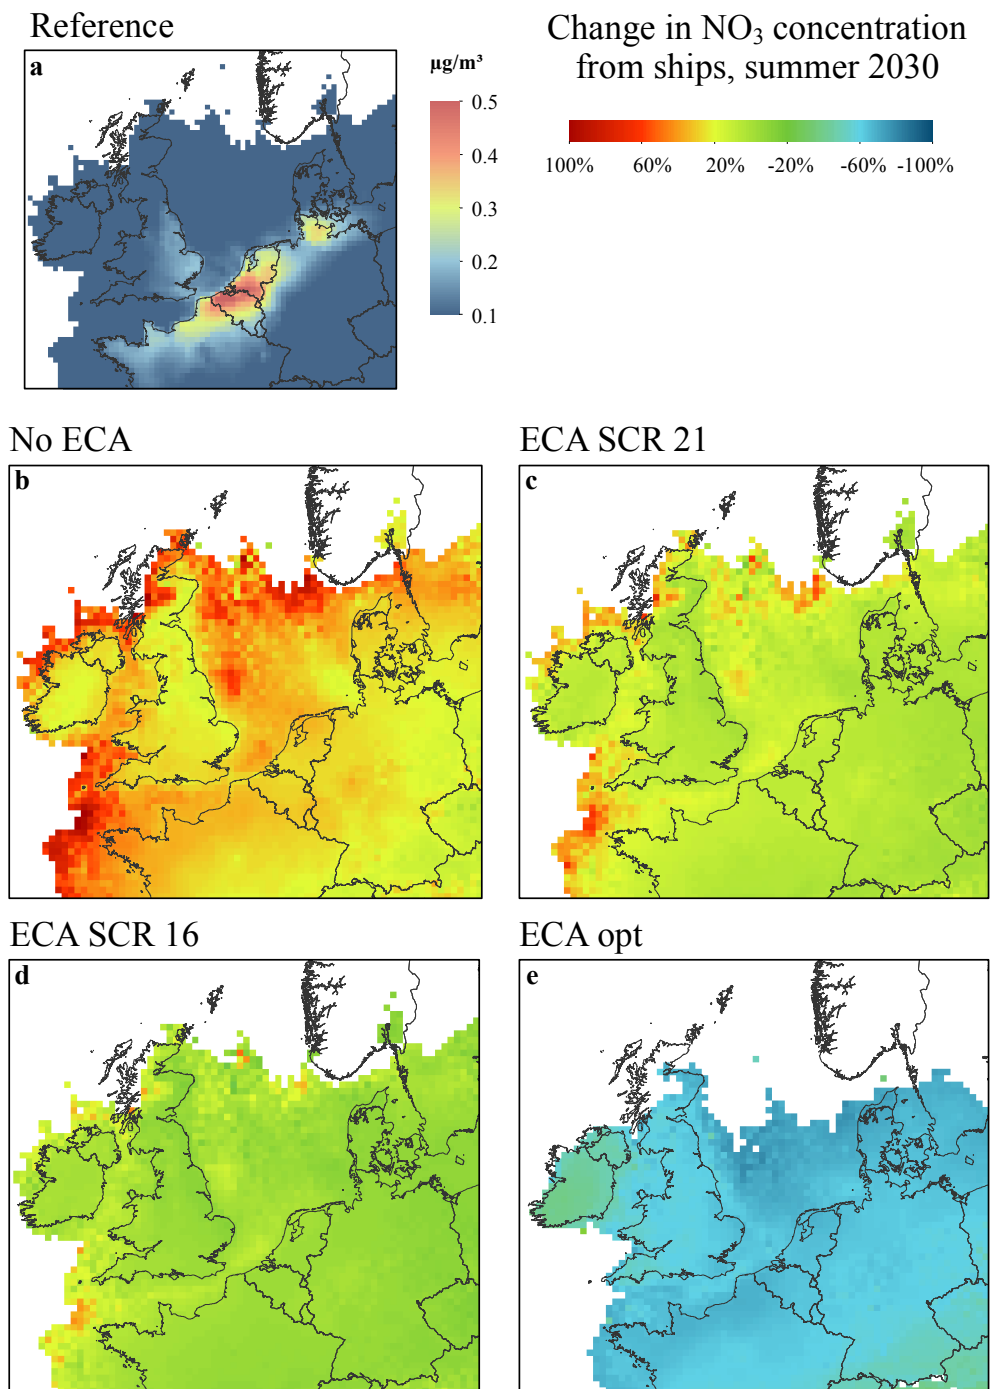 Reference
a
µg/m³
0.5
0.4
0.3
0.2
0.1
Change in NO₃ concentration
from ships, summer 2030
100% 60% 20% -20% -60% -100%
No ECA
b
ECA SCR 21
c
ECA SCR 16
d
ECA opt
e